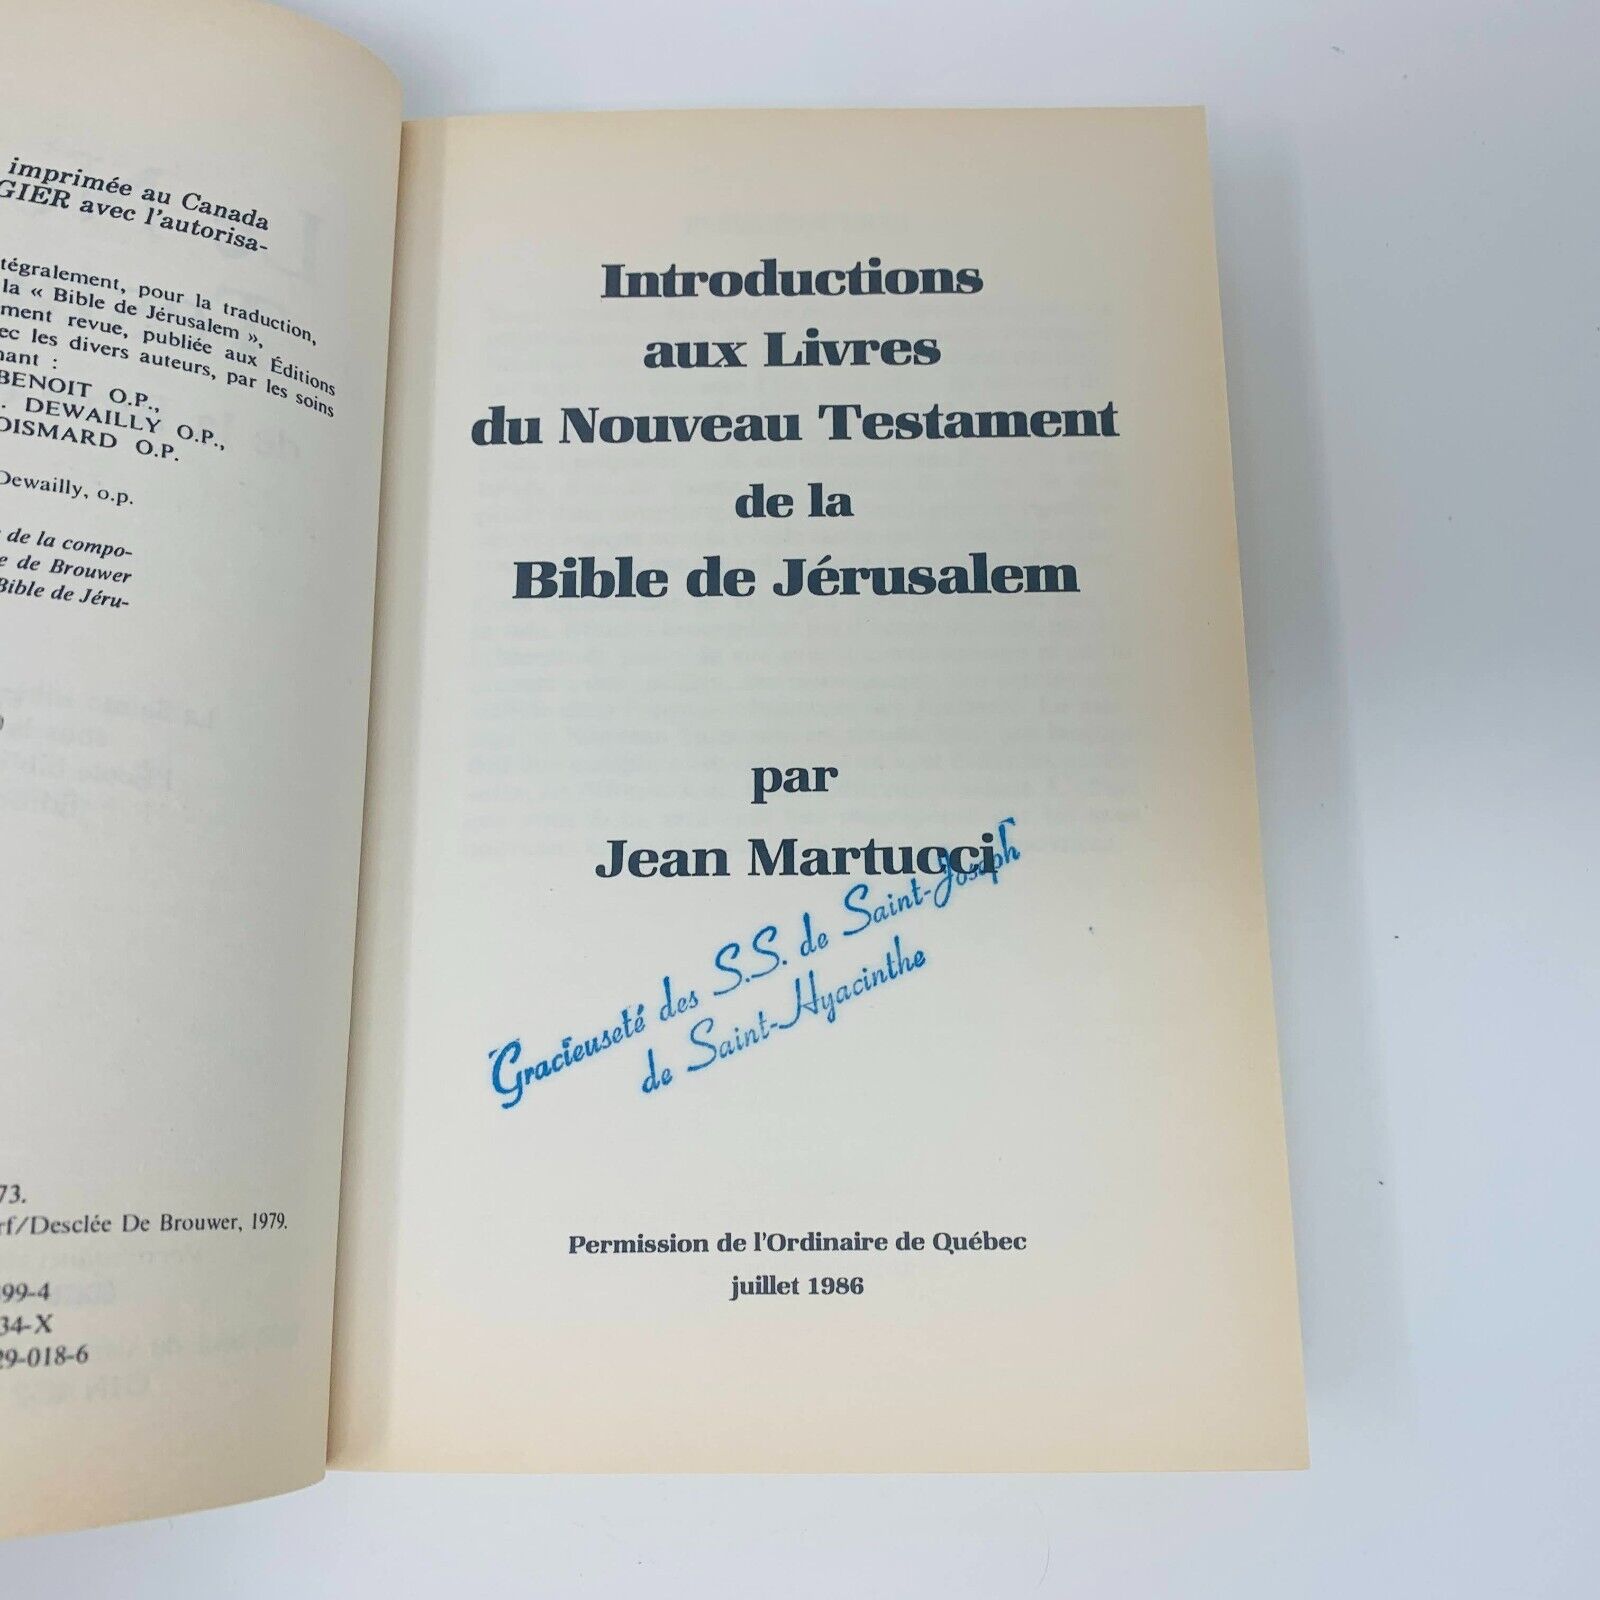 imprimée au Canada
GIER avec l'autorisa-
tégralement, pour la traduction,
la « Bible de Jérusalem »,
ment revue, publiée aux Éditions
ec les divers auteurs, par les soins
nant :
BENOIT O.P.,
. DEWAILLY O.P.,
OISMARD O.P.
Dewailly, o.p.
de la compo-
e de Brouwer
Bible de Jéru-
73.
rf/Desclée De Brouwer, 1979.
99-4
34-X
29-018-6
Introductions
aux Livres
du Nouveau Testament
de la
Bible de Jérusalem
par
Jean Martucci
Gracieuseté des S.S. de Saint-Joseph
de Saint-Hyacinthe
Permission de l'Ordinaire de Québec
juillet 1986